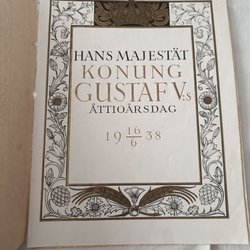 HANS MAJESTÄT
KONUNG
GUSTAF V:s
ÅTTIOÅRSDAG
19 16/6 38